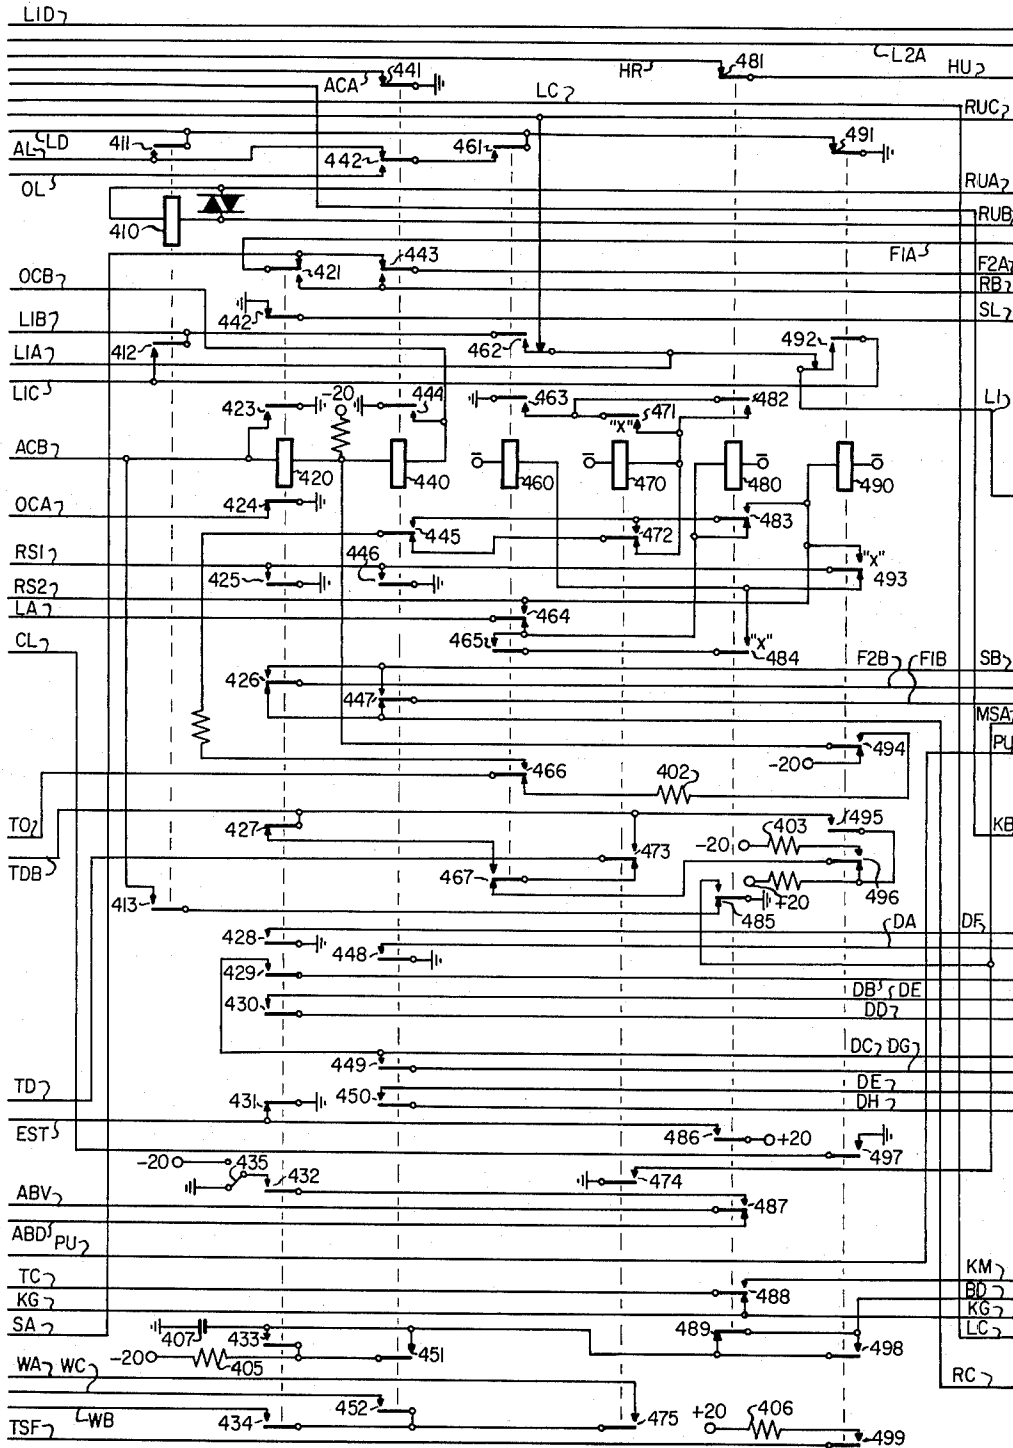 LID
L2A
ACA 441 HR 481 HU
LC RUC
AL LD 411 442 461 491
OL RUA
410 RUB
421 443 F1A F2A
OCB RB
442 SL
LIB 412 462 492
LIA
LIC
423 -20 444 463 "X" 471 482 LI
ACB 420 440 460 470 480 490
OCA 424
445 472 483
RS1 425 446 "X" 493
RS2
LA 464
CL 465 "X" 484
426 447 F2B F1B SB
MSA
494 PU
-20
466 402
TO 427 495 KB
403
TDB -20
467 473 496
+20
413 485
428 448 DA DF
429
430 DB DE
DD
449 DC DG
TD 431 450 DE
DH
EST 486 +20
497
-20 435 432 474
ABV 487
ABD PU
TC 488 KM
KG BD
SA KG
407 433 489 LC
-20 405 451 498
WA WC RC
452
WB 434 475 +20 406
TSF 499